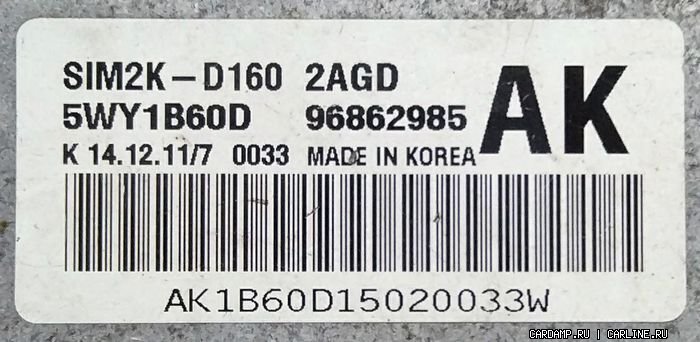 SIM2K-D160 2AGD
5WY1B60D 96862985 AK
K 14.12.11/7 0033 MADE IN KOREA
AK1B60D15020033W
CARDAMP.RU | CARLINE.RU